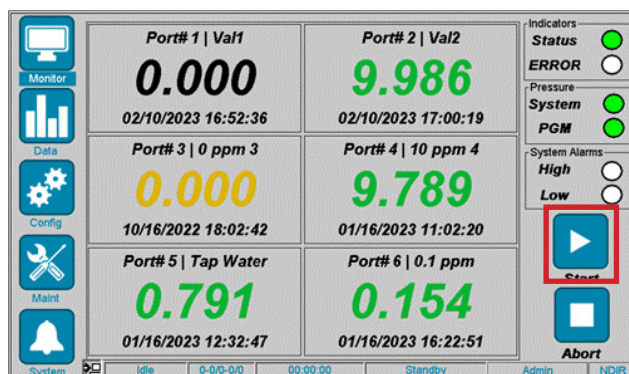 Monitor
Data
Config
Maint
System
Port# 1 | Val1
0.000
02/10/2023 16:52:36
Port# 2 | Val2
9.986
02/10/2023 17:00:19
Port# 3 | 0 ppm 3
0.000
10/16/2022 18:02:42
Port# 4 | 10 ppm 4
9.789
01/16/2023 11:02:20
Port# 5 | Tap Water
0.791
01/16/2023 12:32:47
Port# 6 | 0.1 ppm
0.154
01/16/2023 16:22:51
Indicators
Status
ERROR
Pressure
System
PGM
System Alarms
High
Low
Start
Abort
Idle
0-0/0-0/0
00:00:00
Standby
Admin
NDIR